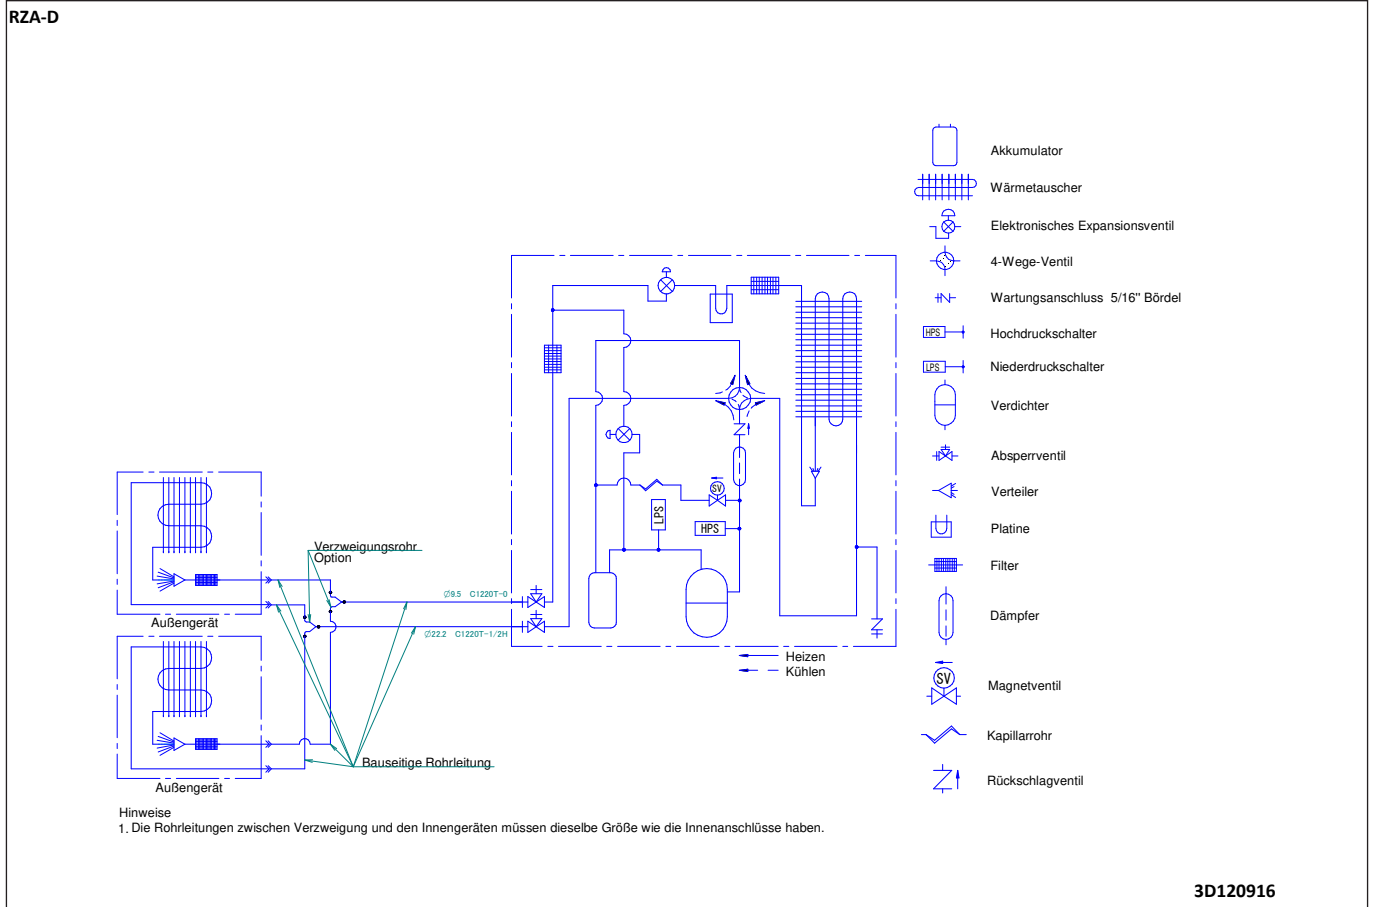 RZA-D
Akkumulator
Wärmetauscher
Elektronisches Expansionsventil
4-Wege-Ventil
Wartungsanschluss 5/16" Bördel
HPS
Hochdruckschalter
LPS
Niederdruckschalter
Verdichter
Absperrventil
Verteiler
Platine
Filter
Dämpfer
SV
Magnetventil
Kapillarrohr
Rückschlagventil
SV
LPS
HPS
Verzweigungsrohr
Option
Ø9.5 C1220T-0
Ø22.2 C1220T-1/2H
Außengerät
Heizen
Kühlen
Bauseitige Rohrleitung
Außengerät
Hinweise
1. Die Rohrleitungen zwischen Verzweigung und den Innengeräten müssen dieselbe Größe wie die Innenanschlüsse haben.
3D120916